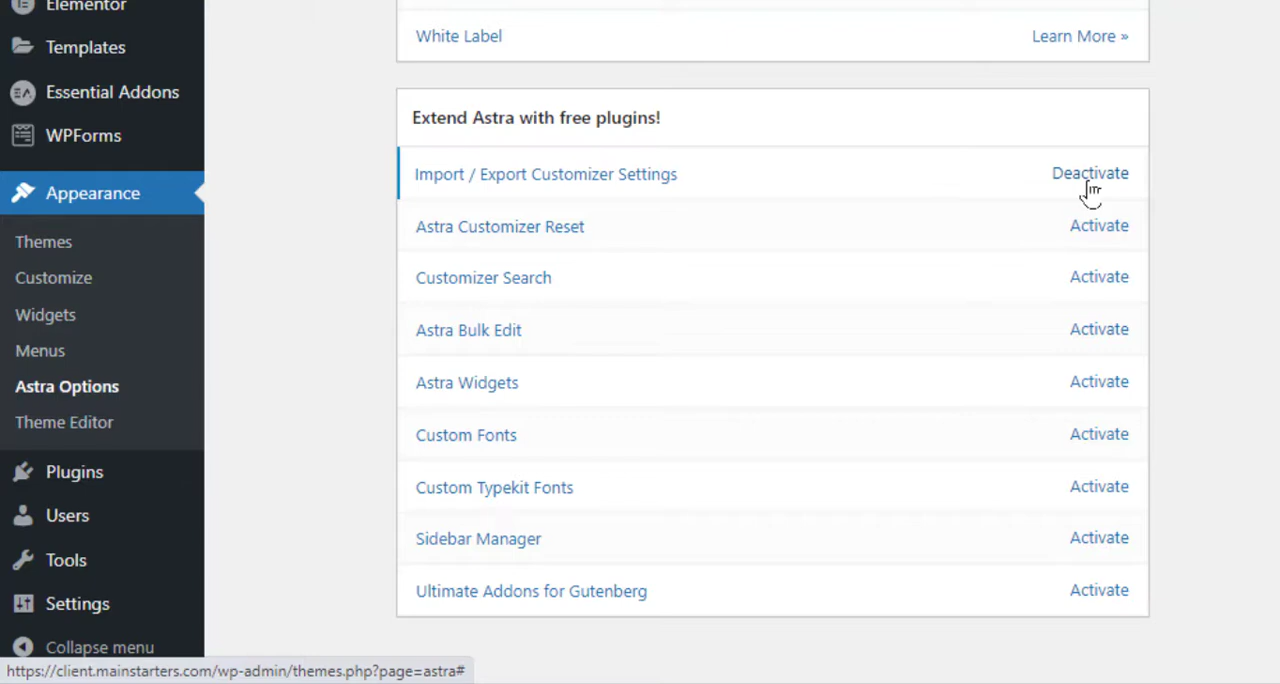 Elementor
Templates
Essential Addons
WPForms
Appearance
Themes
Customize
Widgets
Menus
Astra Options
Theme Editor
Plugins
Users
Tools
Settings
Collapse menu
White Label Learn More »
Extend Astra with free plugins!
Import / Export Customizer Settings Deactivate
Astra Customizer Reset Activate
Customizer Search Activate
Astra Bulk Edit Activate
Astra Widgets Activate
Custom Fonts Activate
Custom Typekit Fonts Activate
Sidebar Manager Activate
Ultimate Addons for Gutenberg Activate
https://client.mainstarters.com/wp-admin/themes.php?page=astra#